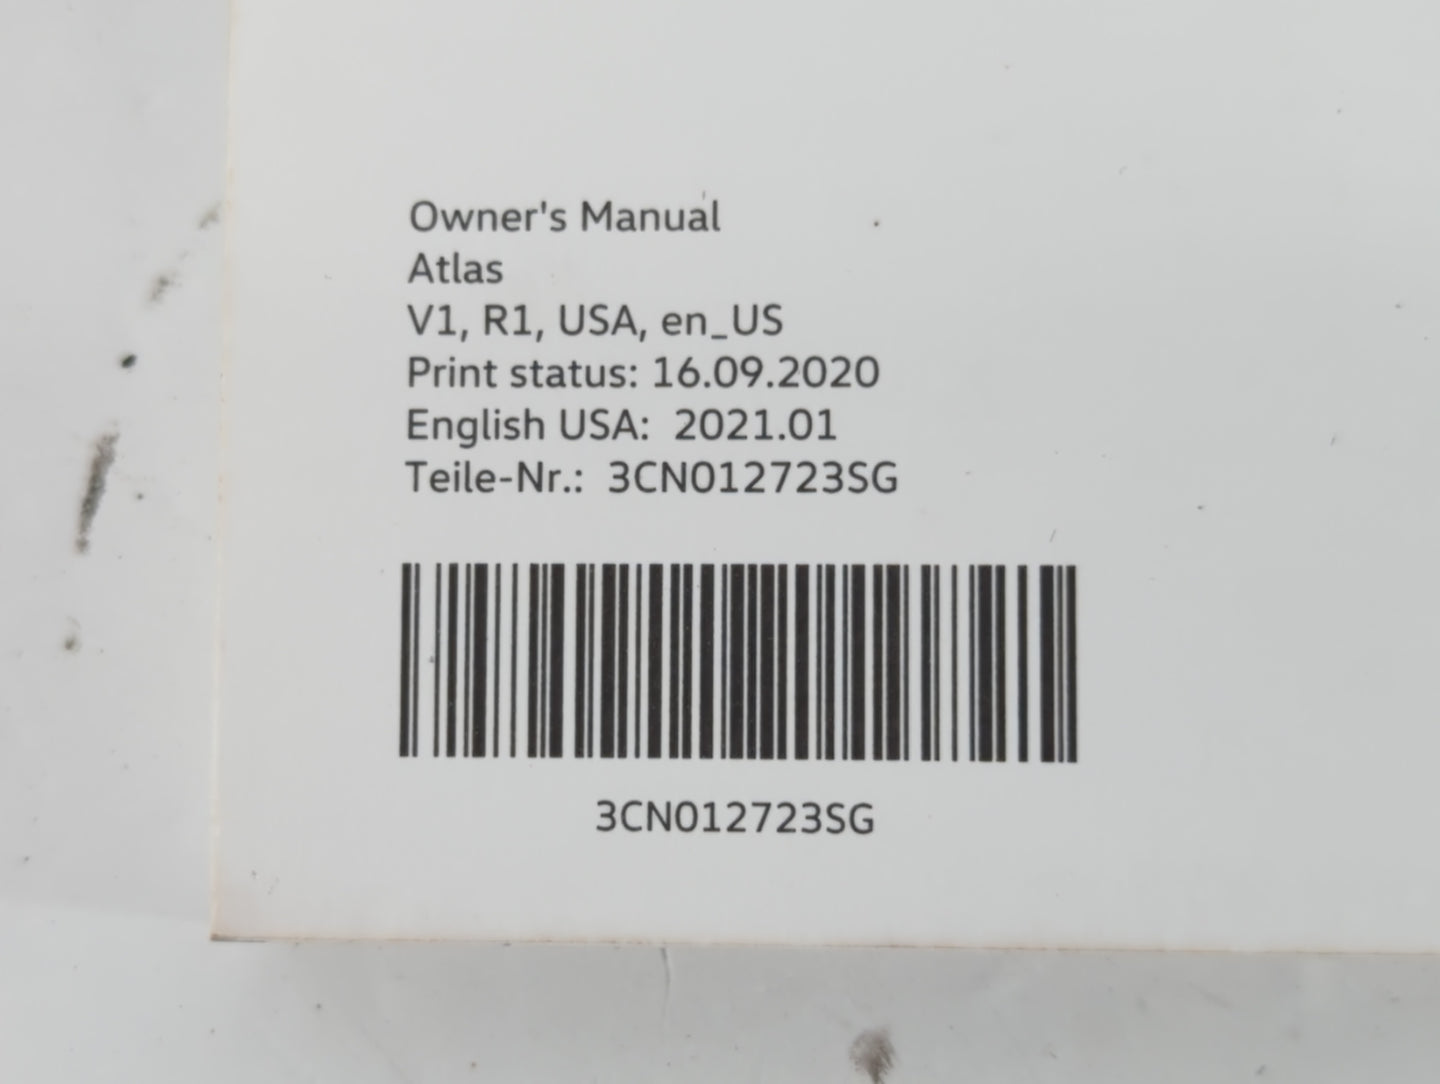 Owner's Manual
Atlas
V1, R1, USA, en_US
Print status: 16.09.2020
English USA: 2021.01
Teile-Nr.: 3CN012723SG
3CN012723SG